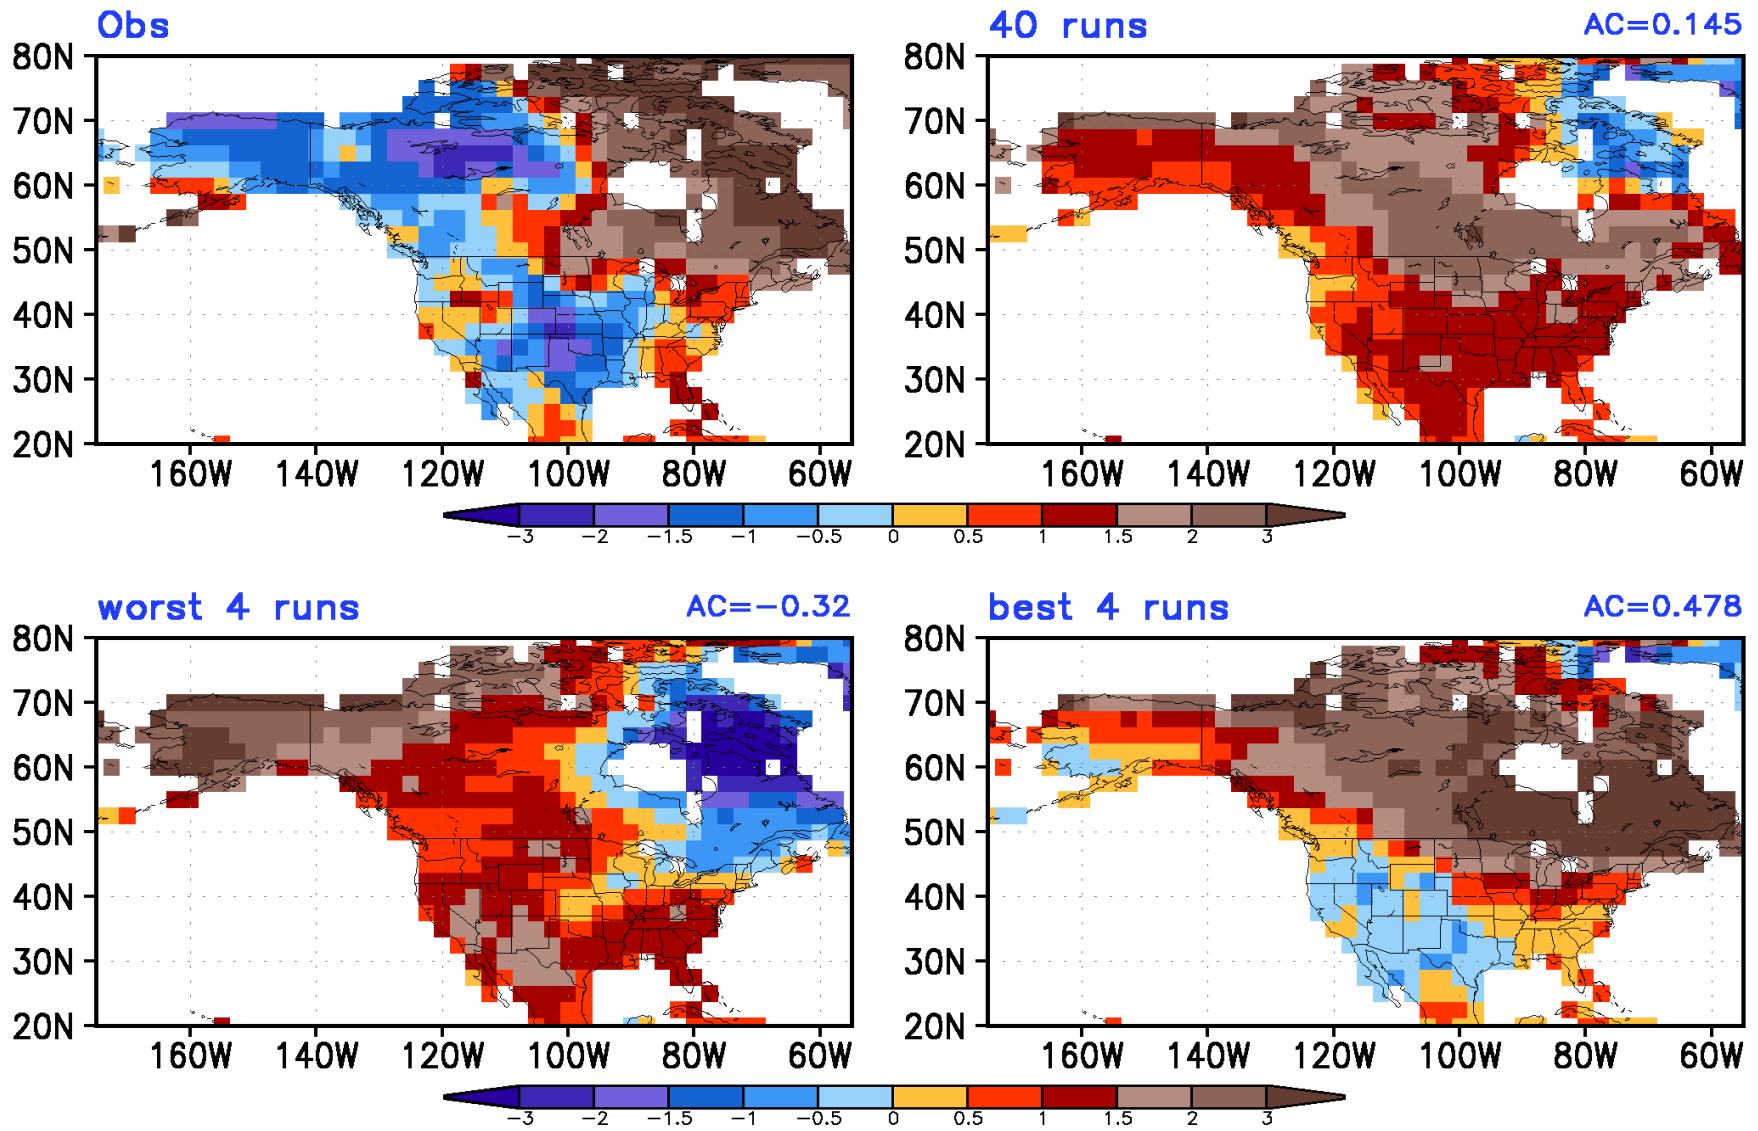 Obs
40 runs AC=0.145
80N 80N
70N 70N
60N 60N
50N 50N
40N 40N
30N 30N
20N 20N
160W 140W 120W 100W 80W 60W 160W 140W 120W 100W 80W 60W
-3 -2 -1.5 -1 -0.5 0 0.5 1 1.5 2 3
worst 4 runs AC=-0.32
best 4 runs AC=0.478
80N 80N
70N 70N
60N 60N
50N 50N
40N 40N
30N 30N
20N 20N
160W 140W 120W 100W 80W 60W 160W 140W 120W 100W 80W 60W
-3 -2 -1.5 -1 -0.5 0 0.5 1 1.5 2 3